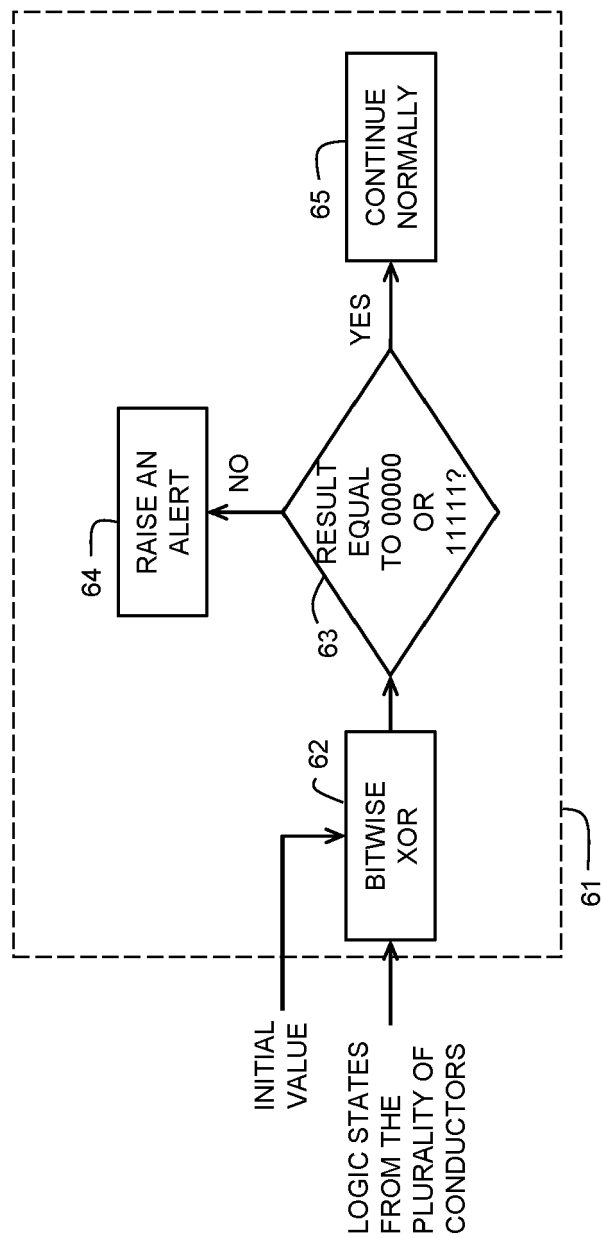 INITIAL
VALUE
LOGIC STATES
FROM THE
PLURALITY OF
CONDUCTORS
61
62
BITWISE
XOR
63
RESULT
EQUAL
TO 00000
OR
11111?
NO
64
RAISE AN
ALERT
YES
65
CONTINUE
NORMALLY